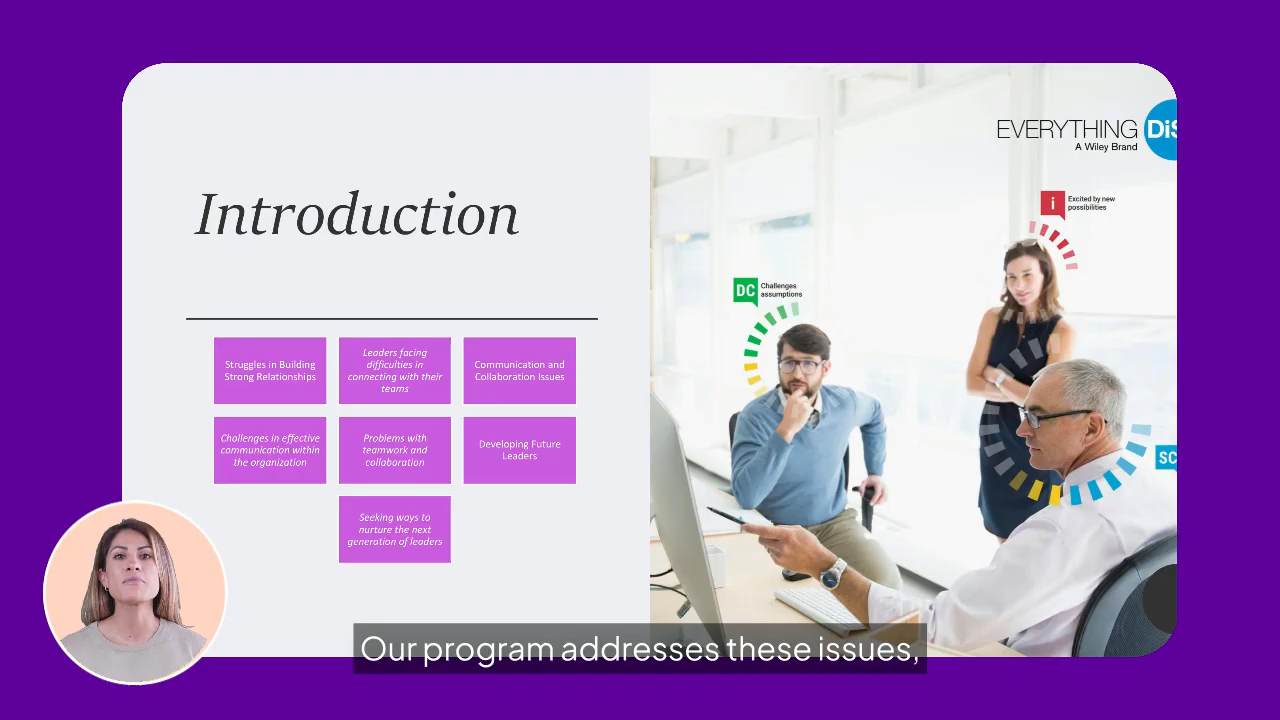 Introduction
Struggles in Building
Strong Relationships
Leaders facing
difficulties in
connecting with their
teams
Communication and
Collaboration Issues
Challenges in effective
communication within
the organization
Problems with
teamwork and
collaboration
Developing Future
Leaders
Seeking ways to
nurture the next
generation of leaders
EVERYTHING DiS
A Wiley Brand
i Excited by new
possibilities
DC Challenges
assumptions
SC
Our program addresses these issues,